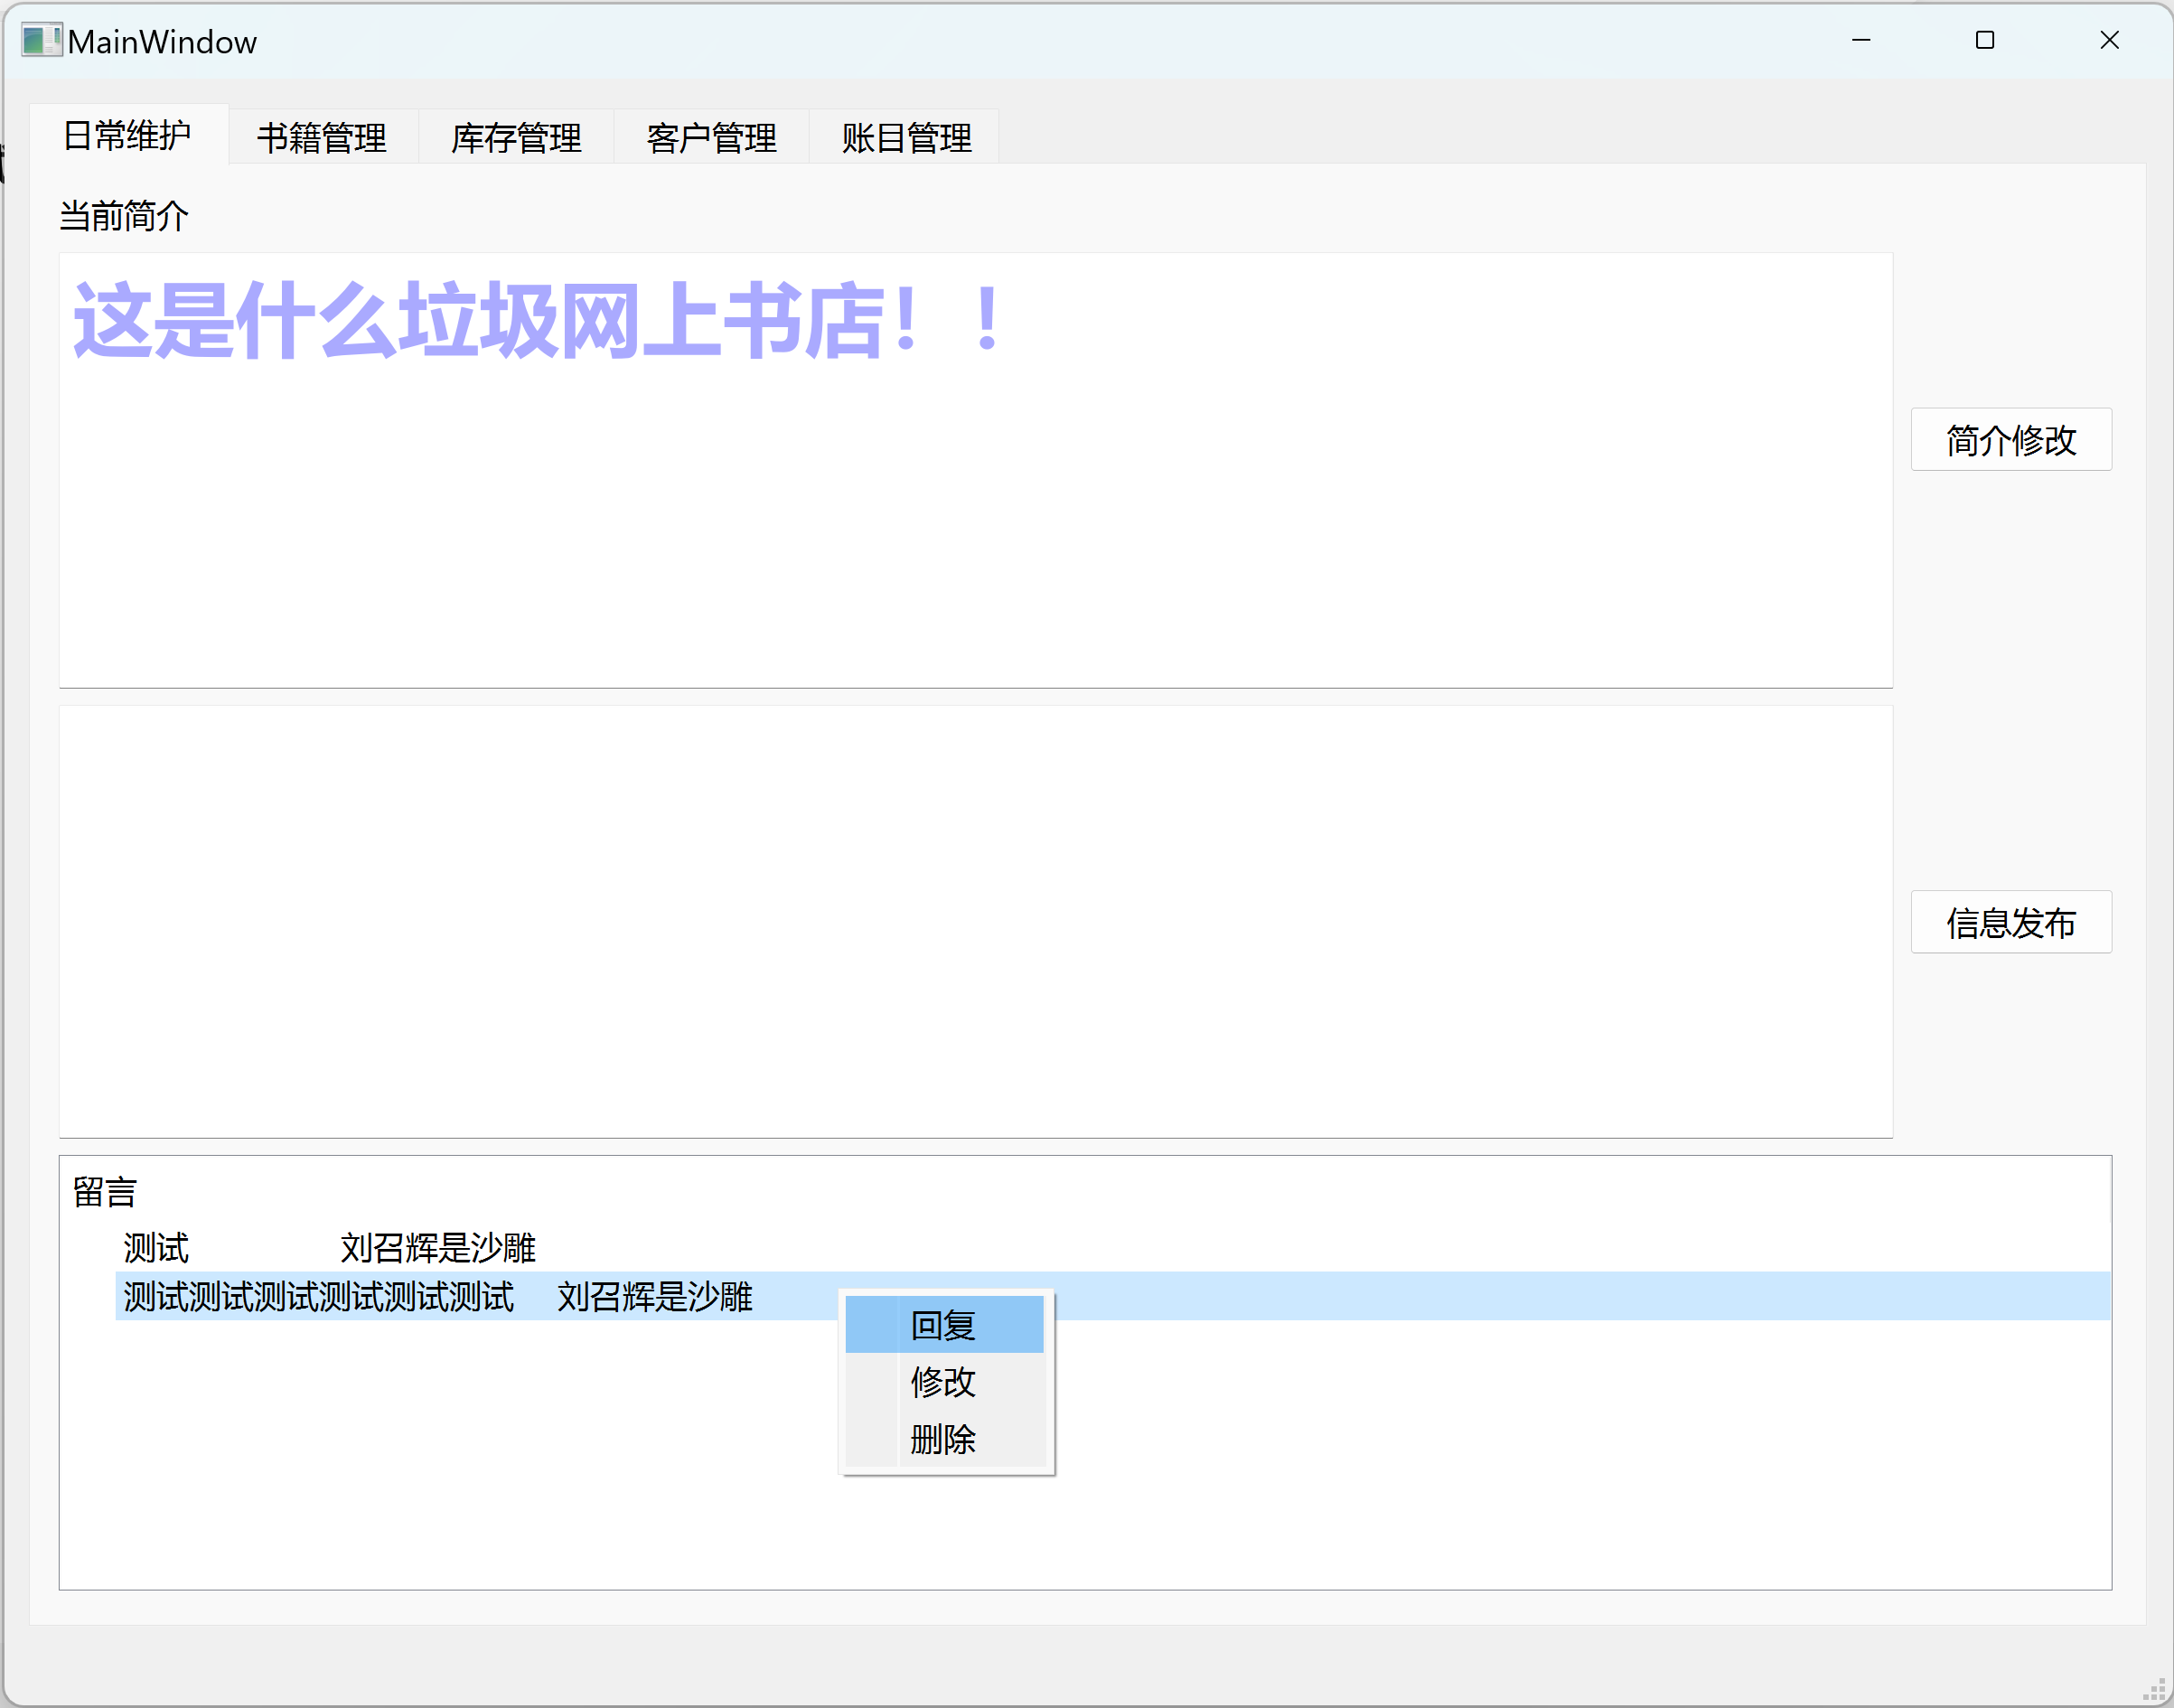 MainWindow
日常维护 书籍管理 库存管理 客户管理 账目管理
当前简介
这是什么垃圾网上书店！！
简介修改
信息发布
留言
测试 刘召辉是沙雕
测试测试测试测试测试测试 刘召辉是沙雕
回复
修改
删除